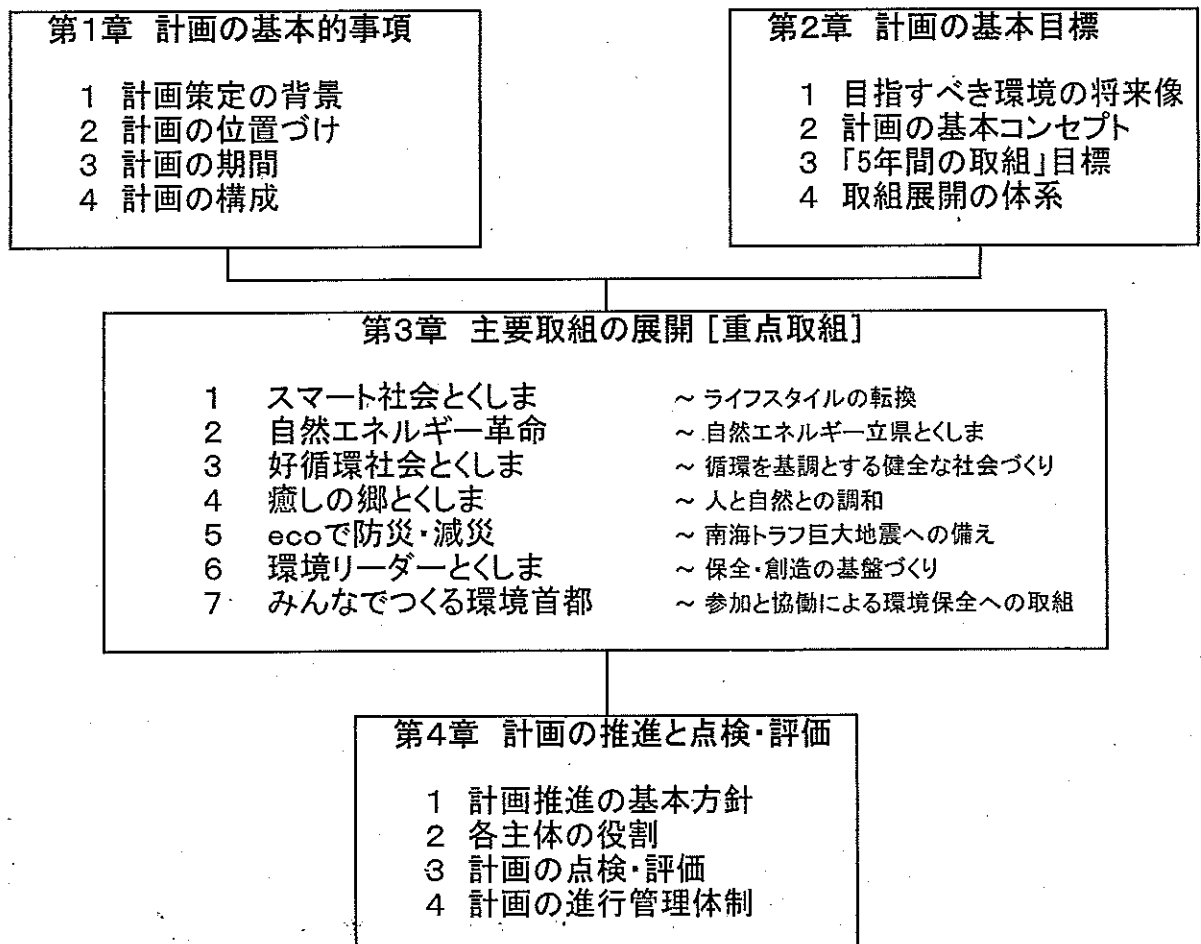 第1章 計画の基本的事項
1 計画策定の背景
2 計画の位置づけ
3 計画の期間
4 計画の構成
第2章 計画の基本目標
1 目指すべき環境の将来像
2 計画の基本コンセプト
3 「5年間の取組」目標
4 取組展開の体系
第3章 主要取組の展開 [重点取組]
1 スマート社会とくしま ～ライフスタイルの転換
2 自然エネルギー革命 ～自然エネルギー立県とくしま
3 好循環社会とくしま ～循環を基調とする健全な社会づくり
4 癒しの郷とくしま ～人と自然との調和
5 ecoで防災・減災 ～南海トラフ巨大地震への備え
6 環境リーダーとくしま ～保全・創造の基盤づくり
7 みんなでつくる環境首都 ～参加と協働による環境保全への取組
第4章 計画の推進と点検・評価
1 計画推進の基本方針
2 各主体の役割
3 計画の点検・評価
4 計画の進行管理体制